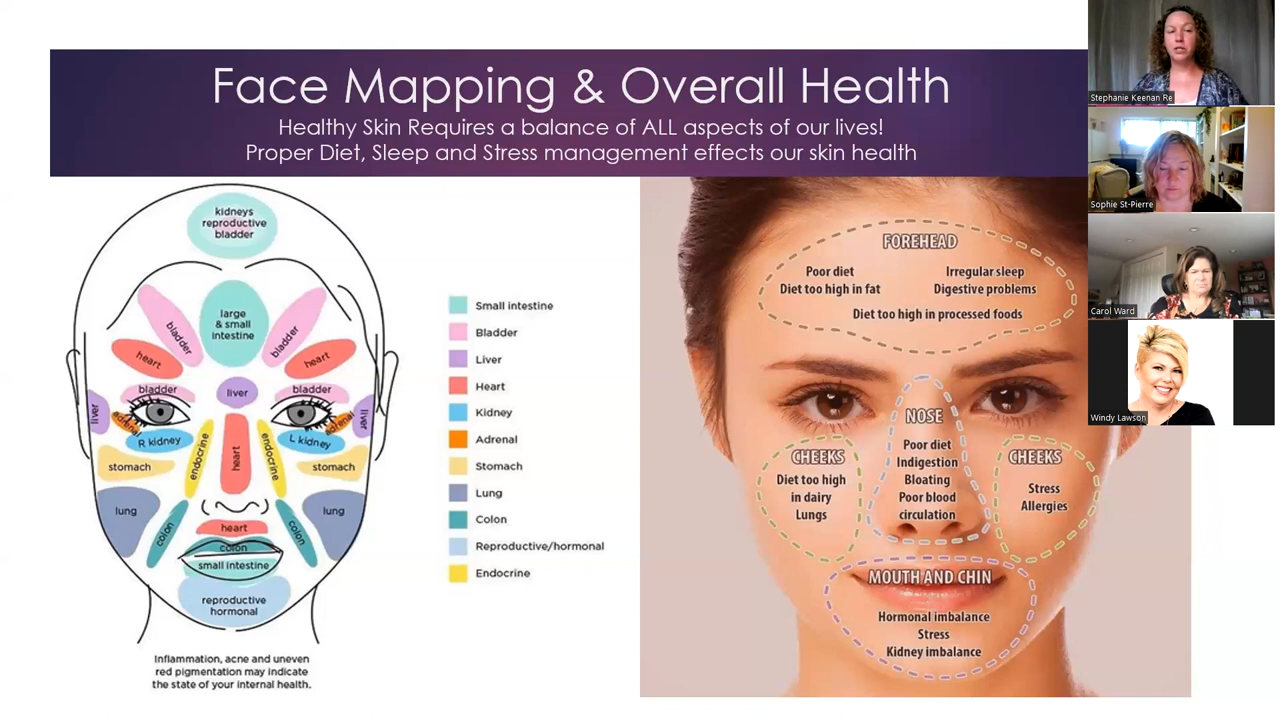 Face Mapping & Overall Health
Healthy Skin Requires a balance of ALL aspects of our lives!
Proper Diet, Sleep and Stress management effects our skin health
kidneys
reproductive
bladder
large
& small
intestine
bladder
bladder
heart
heart
bladder
liver
bladder
liver
adrenal
adrenal
liver
R kidney
L kidney
endocrine
heart
endocrine
stomach
stomach
lung
lung
colon
colon
heart
colon
small intestine
reproductive
hormonal
Inflammation, acne and uneven
red pigmentation may indicate
the state of your internal health.
Small intestine
Bladder
Liver
Heart
Kidney
Adrenal
Stomach
Lung
Colon
Reproductive/hormonal
Endocrine
FOREHEAD
Poor diet
Irregular sleep
Diet too high in fat
Digestive problems
Diet too high in processed foods
NOSE
Poor diet
Indigestion
Bloating
Poor blood
circulation
CHEEKS
Diet too high
in dairy
Lungs
CHEEKS
Stress
Allergies
MOUTH AND CHIN
Hormonal imbalance
Stress
Kidney imbalance
Stephanie Keenan Re
Sophie St-Pierre
Carol Ward
Windy Lawson